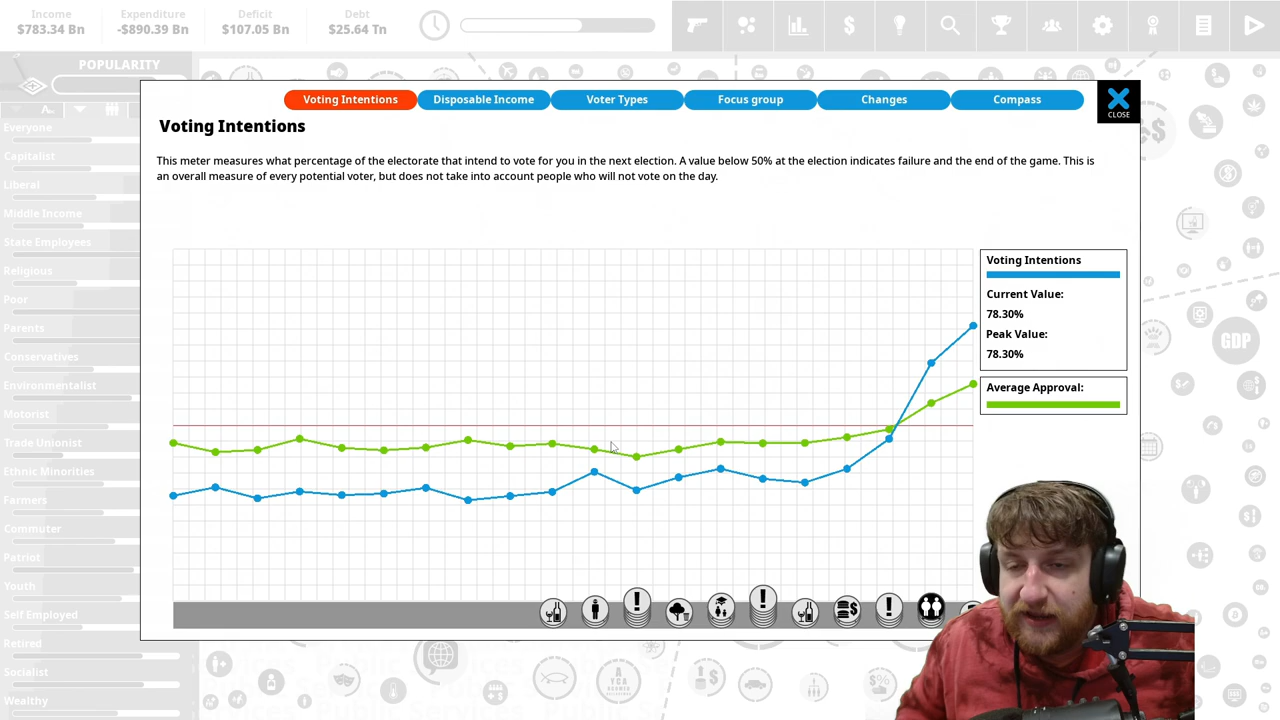 Income
Expenditure
Deficit
Debt
$783.34 Bn
-$890.39 Bn
$107.05 Bn
$25.64 Tn
POPULARITY
Everyone
Capitalist
Liberal
Middle Income
State Employees
Religious
Poor
Parents
Conservatives
Environmentalist
Motorist
Trade Unionist
Ethnic Minorities
Farmers
Commuter
Patriot
Youth
Self Employed
Retired
Socialist
Wealthy
Voting Intentions
Disposable Income
Voter Types
Focus group
Changes
Compass
CLOSE
Voting Intentions
This meter measures what percentage of the electorate that intend to vote for you in the next election. A value below 50% at the election indicates failure and the end of the game. This is
an overall measure of every potential voter, but does not take into account people who will not vote on the day.
Voting Intentions
Current Value:
78.30%
Peak Value:
78.30%
Average Approval:
GDP